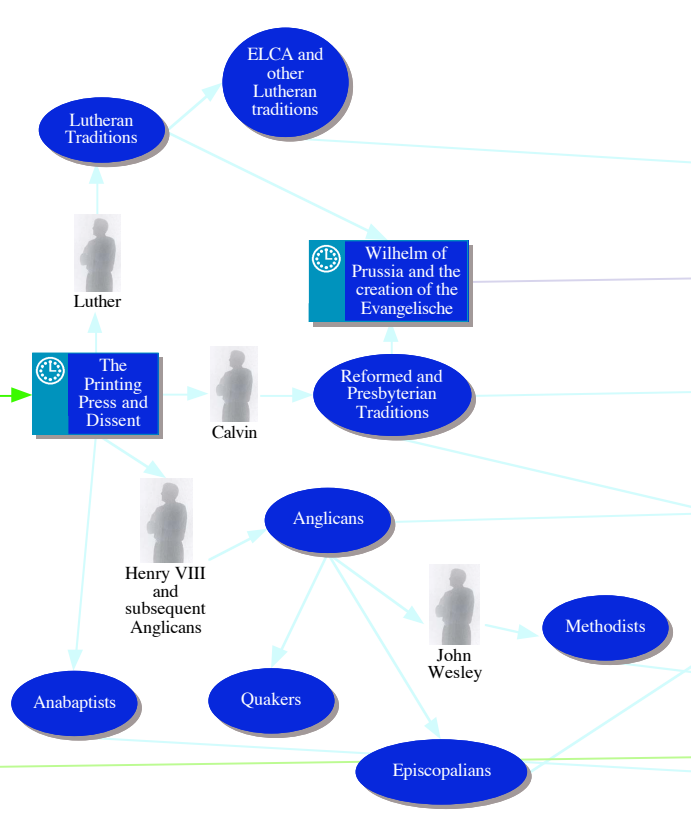 ELCA and
other
Lutheran
traditions
Lutheran
Traditions
Luther
Wilhelm of
Prussia and the
creation of the
Evangelische
The
Printing
Press and
Dissent
Calvin
Reformed and
Presbyterian
Traditions
Anglicans
Henry VIII
and
subsequent
Anglicans
John
Wesley
Methodists
Anabaptists
Quakers
Episcopalians